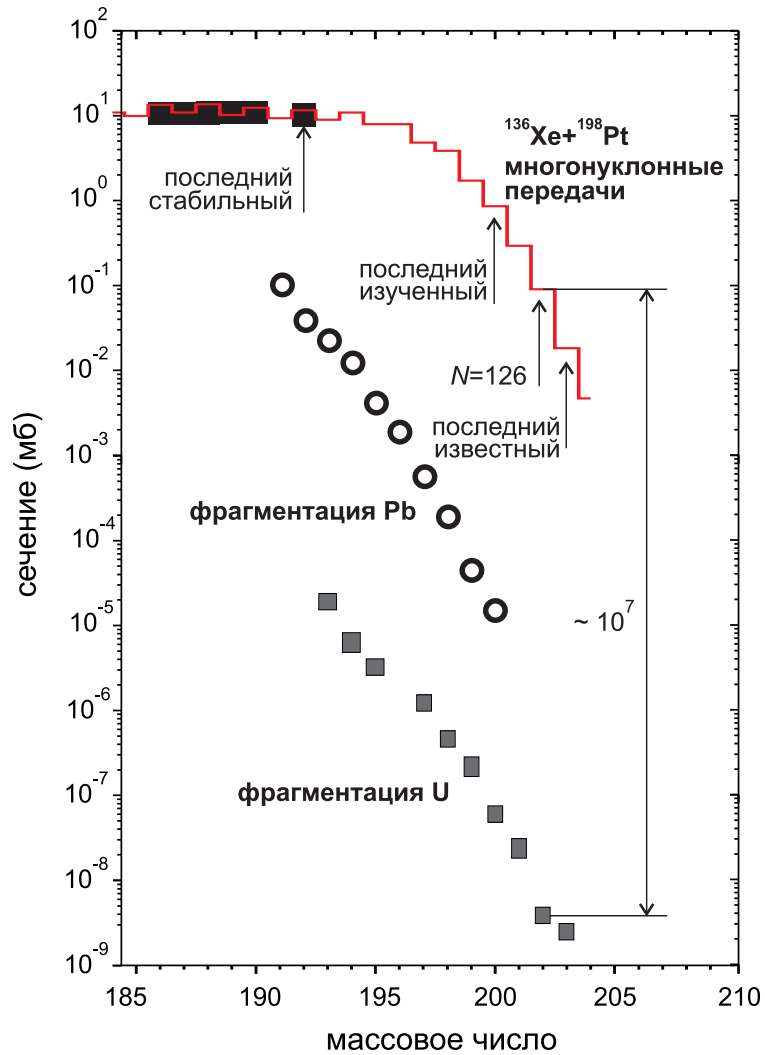 10²
10¹
10⁰
10⁻¹
10⁻²
10⁻³
10⁻⁴
10⁻⁵
10⁻⁶
10⁻⁷
10⁻⁸
10⁻⁹
сечение (мб)
¹³⁶Xe+¹⁹⁸Pt
многонуклонные
передачи
последний
стабильный
последний
изученный
N=126
последний
известный
фрагментация Pb
~ 10⁷
фрагментация U
185
190
195
200
205
210
массовое число